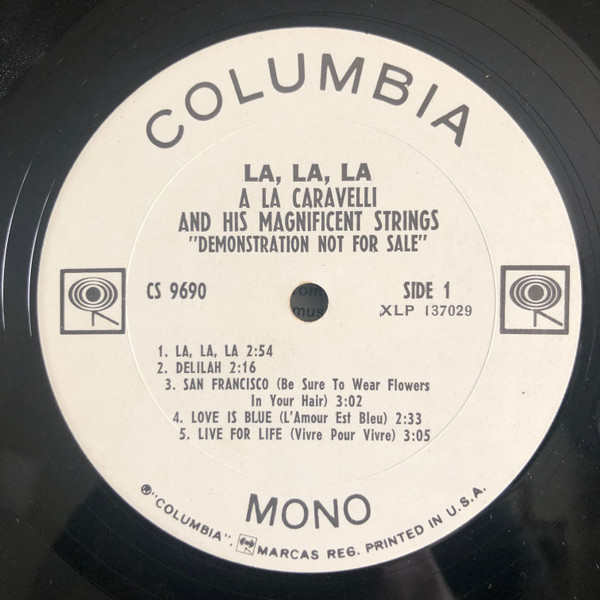 COLUMBIA
LA, LA, LA
A LA CARAVELLI
AND HIS MAGNIFICENT STRINGS
"DEMONSTRATION NOT FOR SALE"
CS 9690
SIDE 1
XLP 137029
1. LA, LA, LA 2:54
2. DELILAH 2:16
3. SAN FRANCISCO (Be Sure To Wear Flowers
In Your Hair) 3:02
4. LOVE IS BLUE (L'Amour Est Bleu) 2:33
5. LIVE FOR LIFE (Vivre Pour Vivre) 3:05
MONO
®"COLUMBIA", MARCAS REG. PRINTED IN U.S.A.